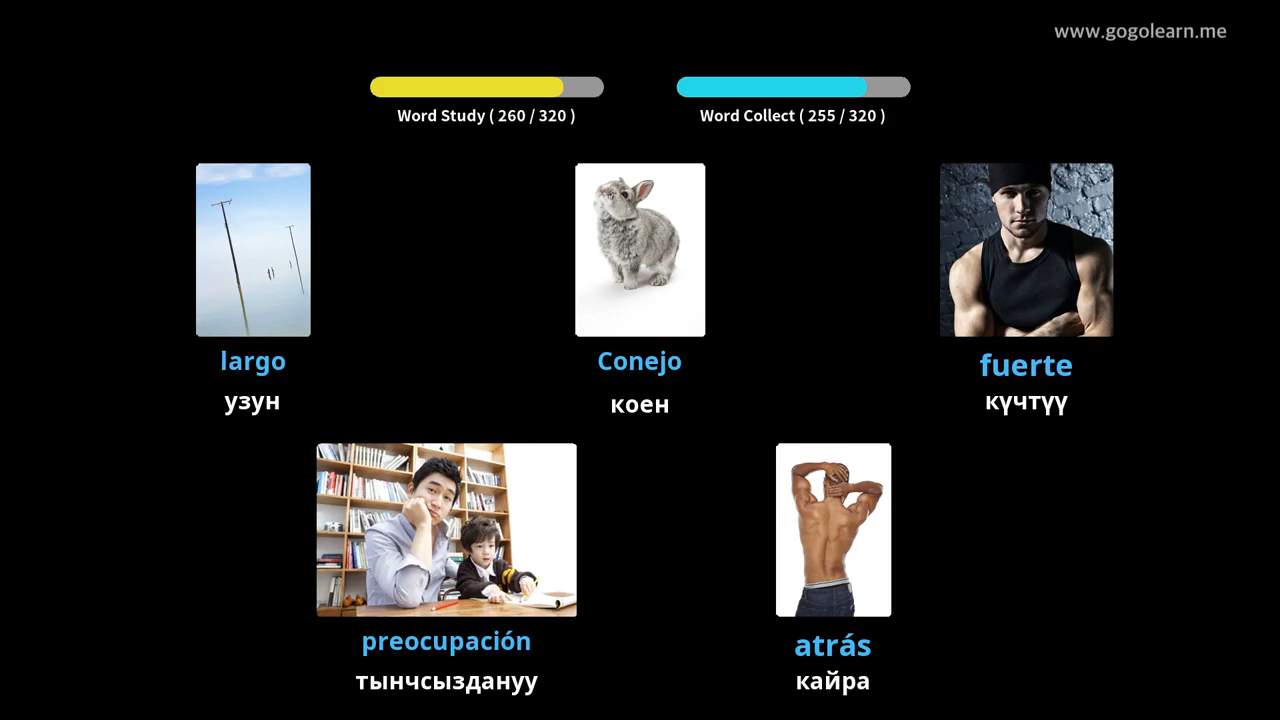 www.gogolearn.me
Word Study ( 260 / 320 )
Word Collect ( 255 / 320 )
largo
Conejo
fuerte
узун
коен
күчтүү
preocupación
atrás
тынчсыздануу
кайра